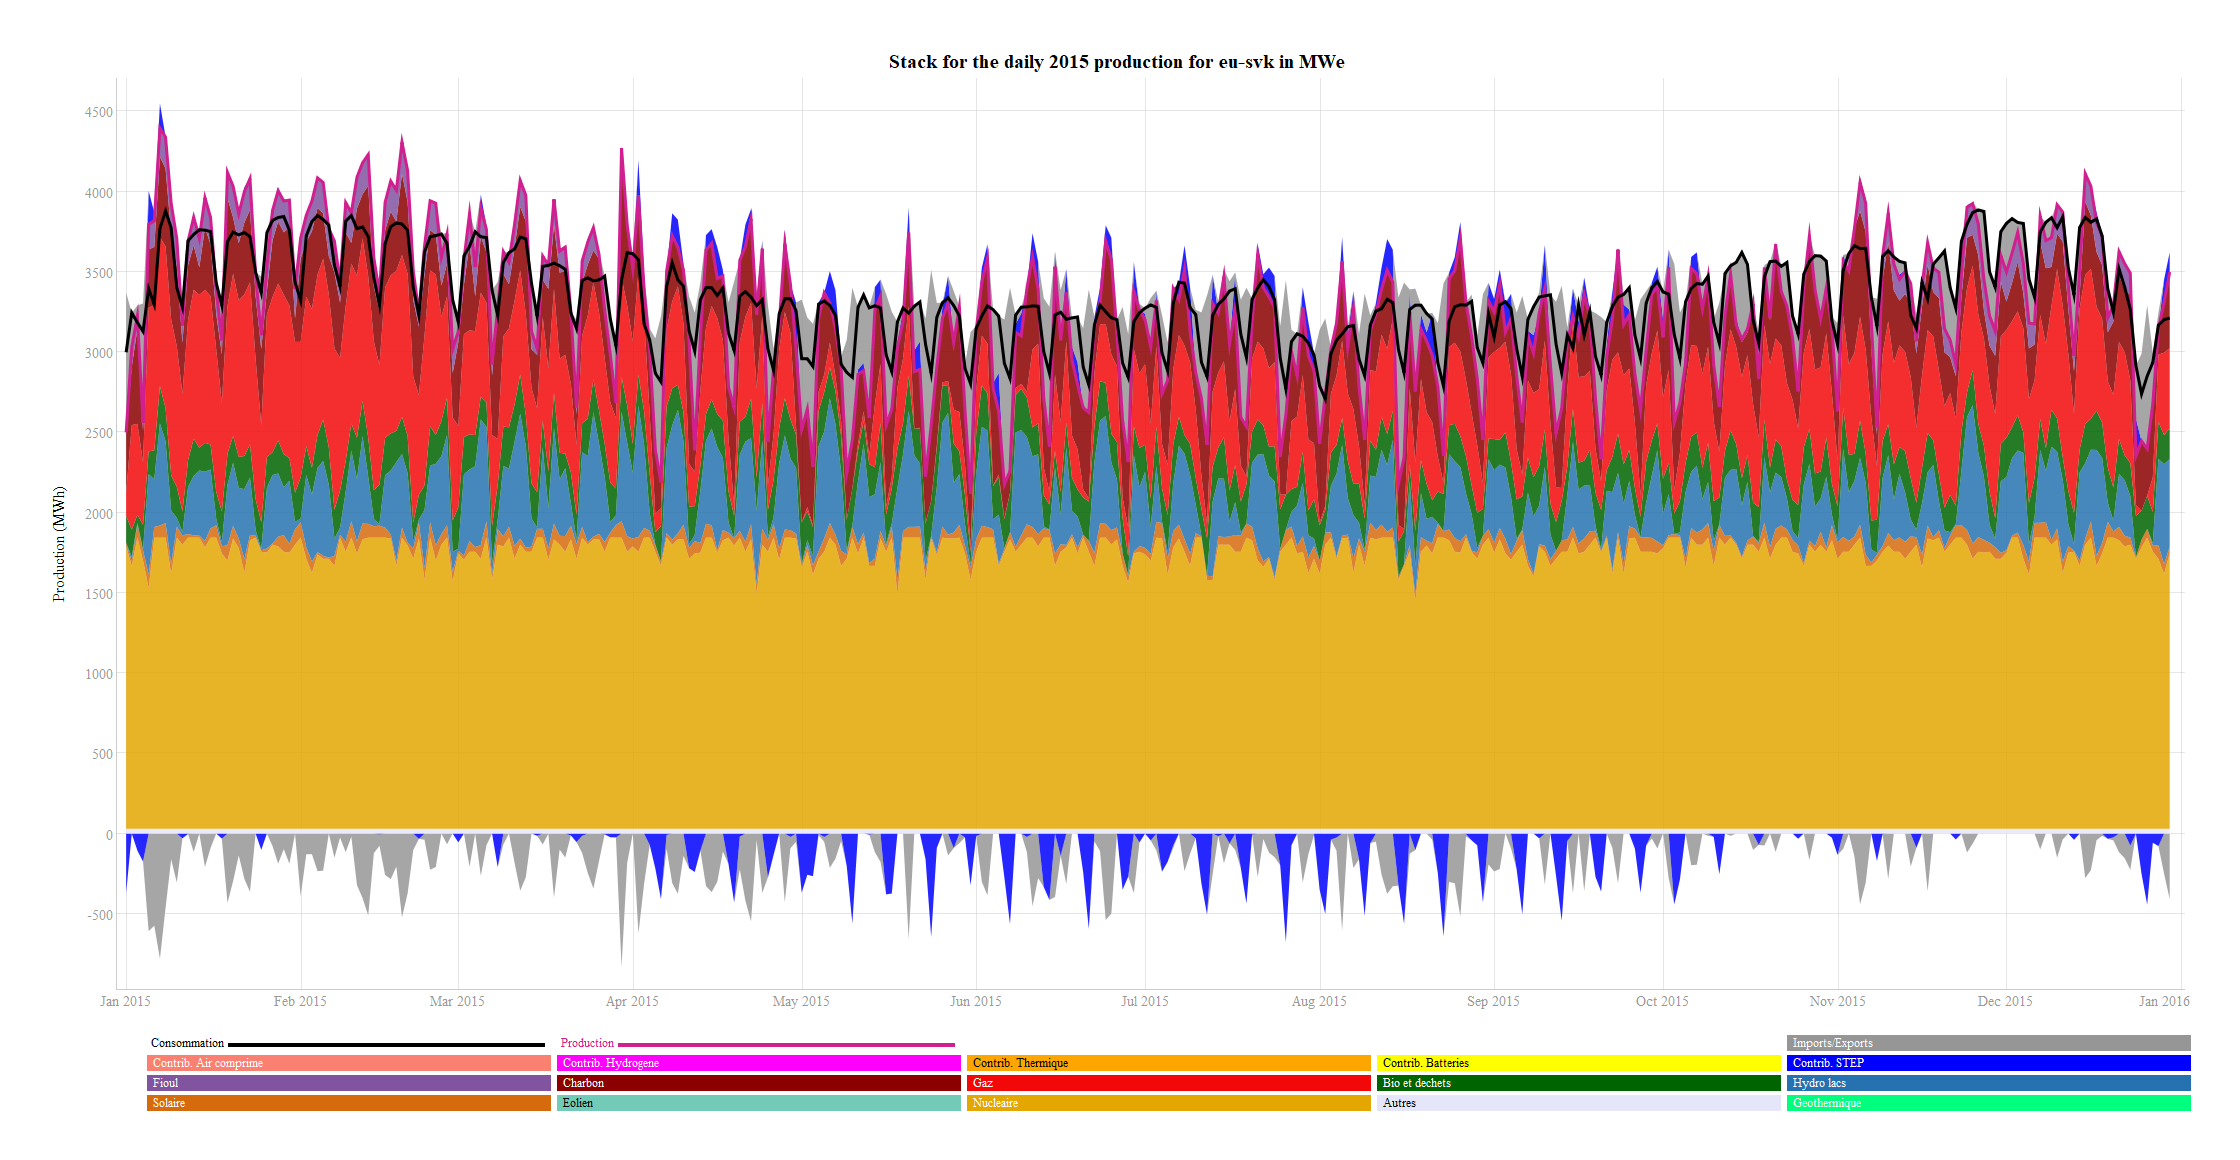 Stack for the daily 2015 production for eu-svk in MWe
Production (MWh)
4500
4000
3500
3000
2500
2000
1500
1000
500
0
-500
Jan 2015 Feb 2015 Mar 2015 Apr 2015 May 2015 Jun 2015 Jul 2015 Aug 2015 Sep 2015 Oct 2015 Nov 2015 Dec 2015 Jan 2016
Consommation Production Imports/Exports
Contrib. Air comprime Contrib. Hydrogene Contrib. Thermique Contrib. Batteries Contrib. STEP
Fioul Charbon Gaz Bio et dechets Hydro lacs
Solaire Eolien Nucleaire Autres Geothermique